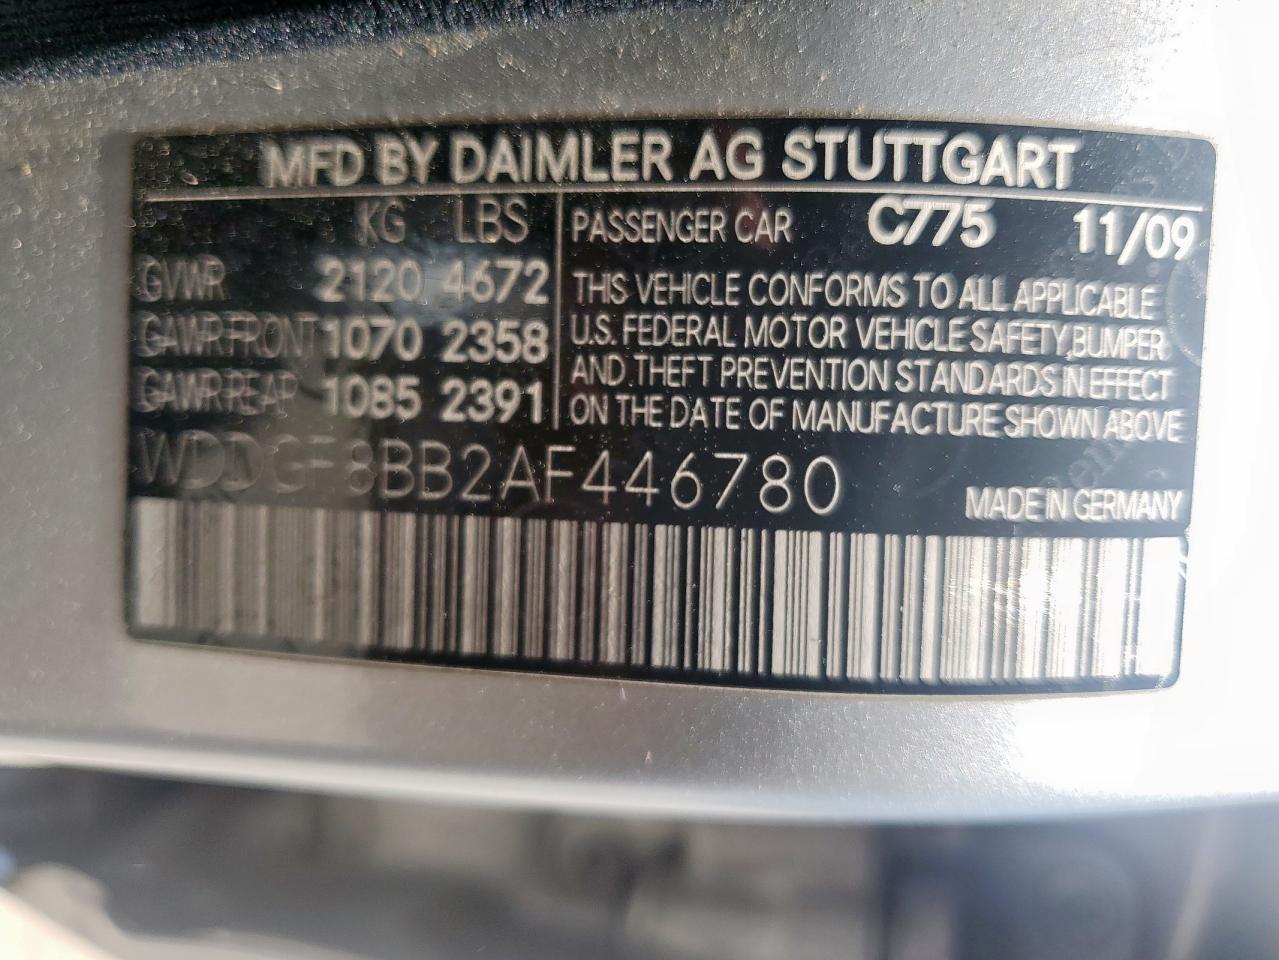 MFD BY DAIMLER AG STUTTGART
KG LBS
GVWR 2120 4672
GAWR FRONT 1070 2358
GAWR REAR 1085 2391
PASSENGER CAR C775 11/09
THIS VEHICLE CONFORMS TO ALL APPLICABLE
U.S. FEDERAL MOTOR VEHICLE SAFETY, BUMPER
AND THEFT PREVENTION STANDARDS IN EFFECT
ON THE DATE OF MANUFACTURE SHOWN ABOVE
WDDGF8BB2AF446780
MADE IN GERMANY